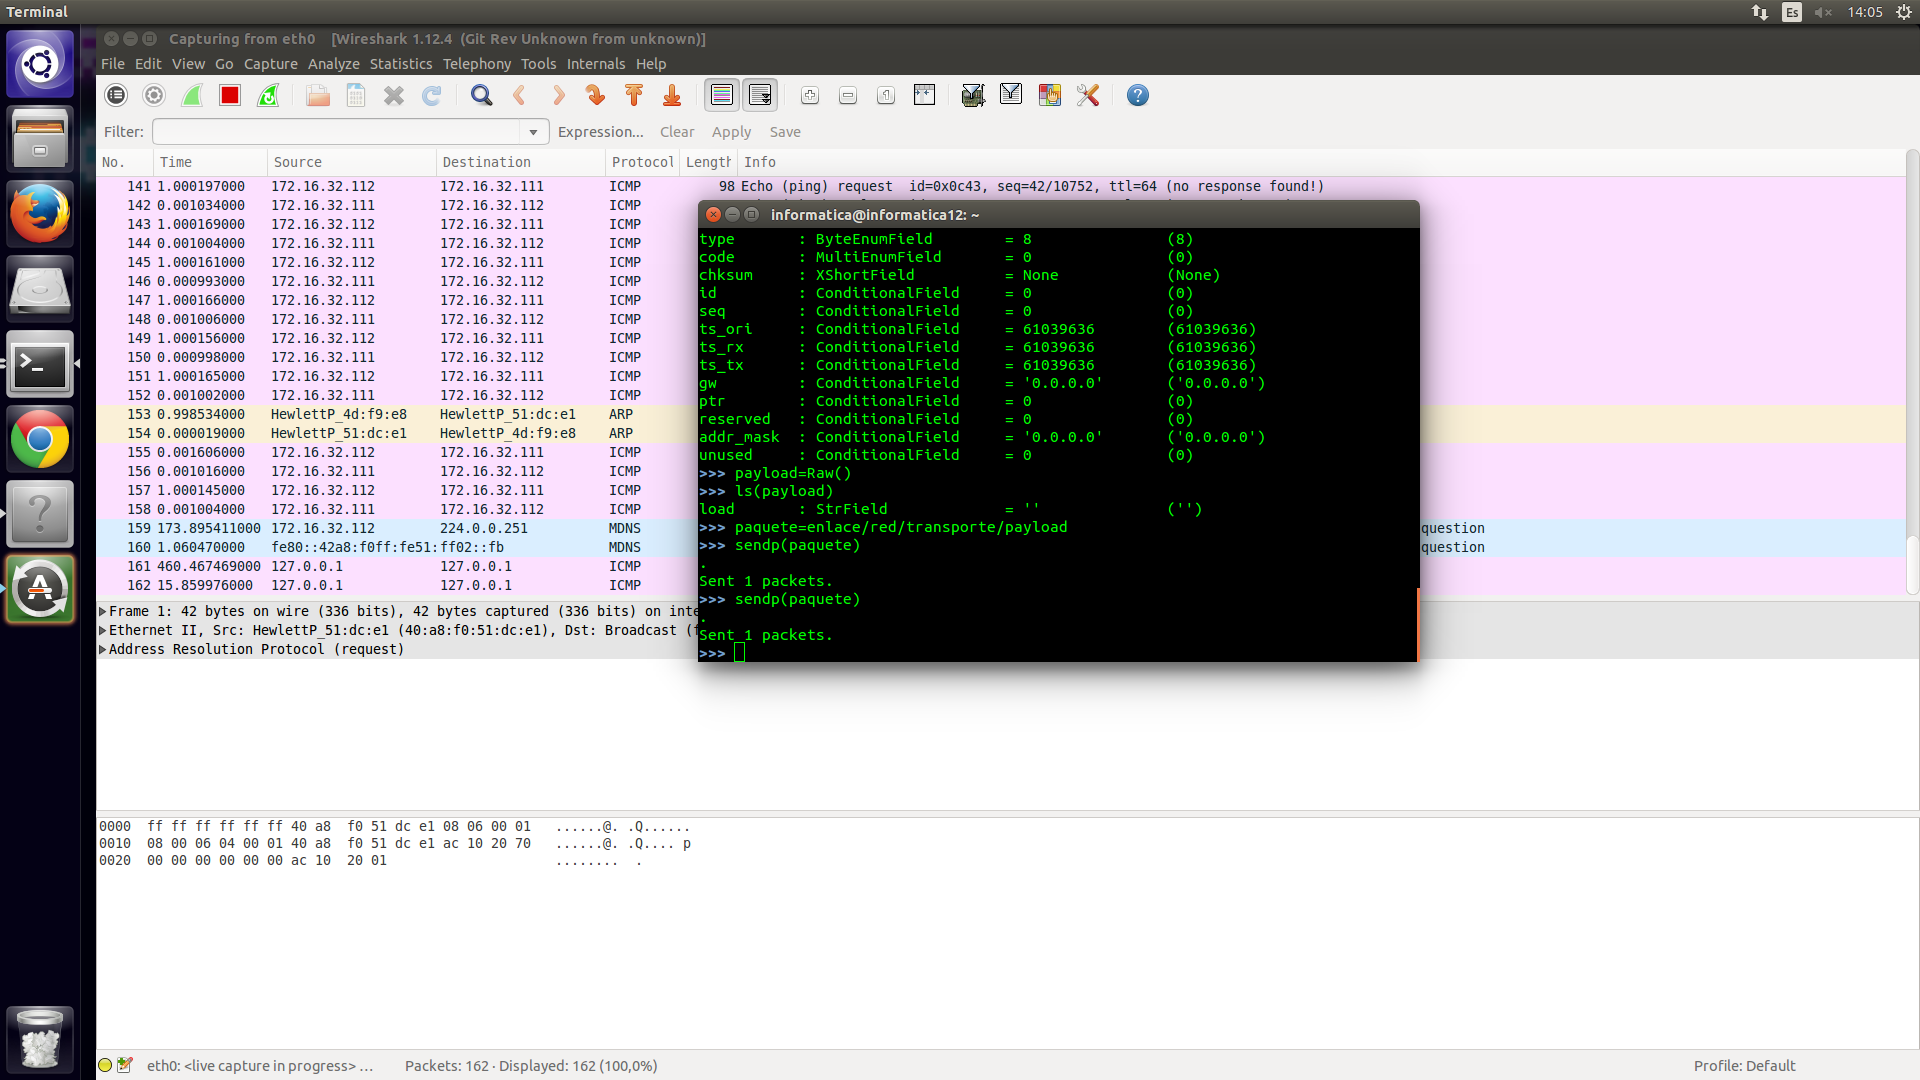 Terminal
Es
14:05
Capturing from eth0 [Wireshark 1.12.4 (Git Rev Unknown from unknown)]
File Edit View Go Capture Analyze Statistics Telephony Tools Internals Help
Filter: Expression... Clear Apply Save
No. Time Source Destination Protocol Length Info
141 1.000197000 172.16.32.112 172.16.32.111 ICMP 98 Echo (ping) request id=0x0c43, seq=42/10752, ttl=64 (no response found!)
142 0.001034000 172.16.32.111 172.16.32.112 ICMP
143 1.000169000 172.16.32.112 172.16.32.111 ICMP
144 0.001004000 172.16.32.111 172.16.32.112 ICMP
145 1.000161000 172.16.32.112 172.16.32.111 ICMP
146 0.000993000 172.16.32.111 172.16.32.112 ICMP
147 1.000166000 172.16.32.112 172.16.32.111 ICMP
148 0.001006000 172.16.32.111 172.16.32.112 ICMP
149 1.000156000 172.16.32.112 172.16.32.111 ICMP
150 0.000998000 172.16.32.111 172.16.32.112 ICMP
151 1.000165000 172.16.32.112 172.16.32.111 ICMP
152 0.001002000 172.16.32.111 172.16.32.112 ICMP
153 0.998534000 HewlettP_4d:f9:e8 HewlettP_51:dc:e1 ARP
154 0.000019000 HewlettP_51:dc:e1 HewlettP_4d:f9:e8 ARP
155 0.001606000 172.16.32.112 172.16.32.111 ICMP
156 0.001016000 172.16.32.111 172.16.32.112 ICMP
157 1.000145000 172.16.32.112 172.16.32.111 ICMP
158 0.001004000 172.16.32.111 172.16.32.112 ICMP
159 173.895411000 172.16.32.112 224.0.0.251 MDNS question
160 1.060470000 fe80::42a8:f0ff:fe51: ff02::fb MDNS question
161 460.467469000 127.0.0.1 127.0.0.1 ICMP
162 15.859976000 127.0.0.1 127.0.0.1 ICMP
informatica@informatica12: ~
type : ByteEnumField = 8 (8)
code : MultiEnumField = 0 (0)
chksum : XShortField = None (None)
id : ConditionalField = 0 (0)
seq : ConditionalField = 0 (0)
ts_ori : ConditionalField = 61039636 (61039636)
ts_rx : ConditionalField = 61039636 (61039636)
ts_tx : ConditionalField = 61039636 (61039636)
gw : ConditionalField = '0.0.0.0' ('0.0.0.0')
ptr : ConditionalField = 0 (0)
reserved : ConditionalField = 0 (0)
addr_mask : ConditionalField = '0.0.0.0' ('0.0.0.0')
unused : ConditionalField = 0 (0)
>>> payload=Raw()
>>> ls(payload)
load : StrField = '' ('')
>>> paquete=enlace/red/transporte/payload
>>> sendp(paquete)
.
Sent 1 packets.
>>> sendp(paquete)
.
Sent 1 packets.
>>>
Frame 1: 42 bytes on wire (336 bits), 42 bytes captured (336 bits) on inte
Ethernet II, Src: HewlettP_51:dc:e1 (40:a8:f0:51:dc:e1), Dst: Broadcast (f
Address Resolution Protocol (request)
0000 ff ff ff ff ff ff 40 a8 f0 51 dc e1 08 06 00 01 ......@. .Q......
0010 08 00 06 04 00 01 40 a8 f0 51 dc e1 ac 10 20 70 ......@. .Q.... p
0020 00 00 00 00 00 00 ac 10 20 01 ........ .
eth0: <live capture in progress> ... Packets: 162 · Displayed: 162 (100,0%) Profile: Default